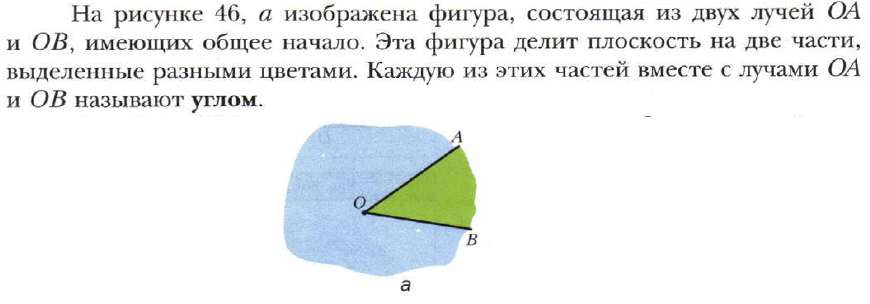 На рисунке 46, а изображена фигура, состоящая из двух лучей OA
и OB, имеющих общее начало. Эта фигура делит плоскость на две части,
выделенные разными цветами. Каждую из этих частей вместе с лучами OA
и OB называют углом.
A
O
B
а